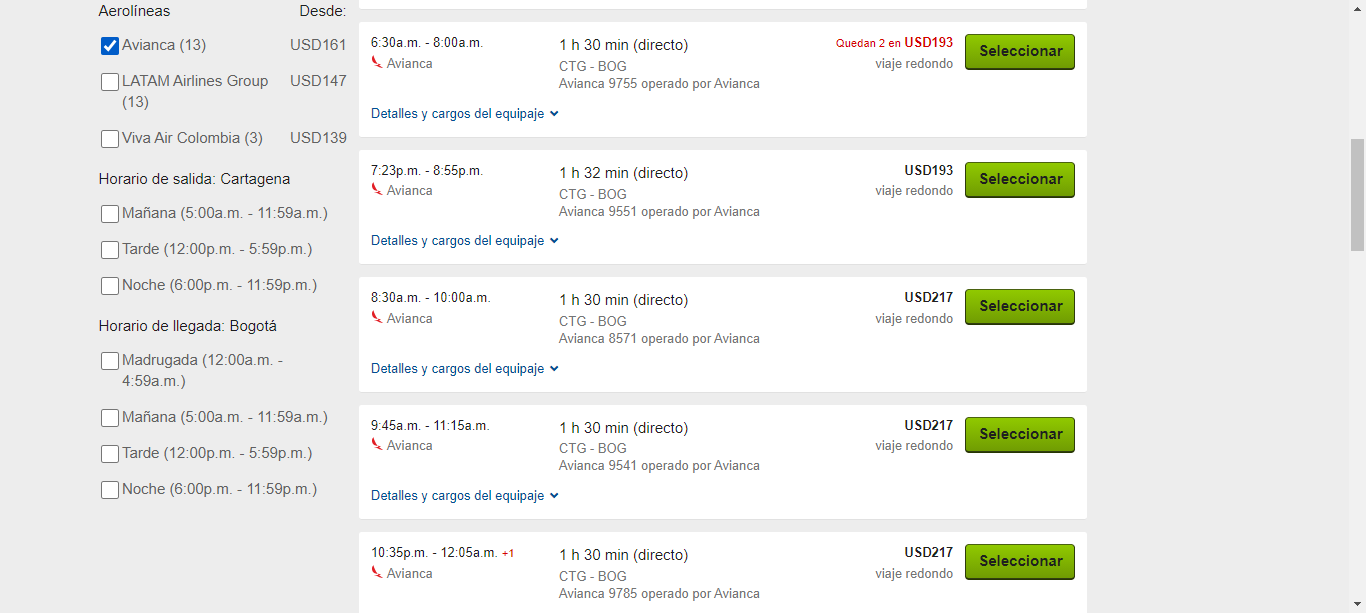 Aerolíneas Desde:
Avianca (13) USD161
LATAM Airlines Group USD147
(13)
Viva Air Colombia (3) USD139
Horario de salida: Cartagena
Mañana (5:00a.m. - 11:59a.m.)
Tarde (12:00p.m. - 5:59p.m.)
Noche (6:00p.m. - 11:59p.m.)
Horario de llegada: Bogotá
Madrugada (12:00a.m. -
4:59a.m.)
Mañana (5:00a.m. - 11:59a.m.)
Tarde (12:00p.m. - 5:59p.m.)
Noche (6:00p.m. - 11:59p.m.)
6:30a.m. - 8:00a.m. 1 h 30 min (directo) Quedan 2 en USD193 Seleccionar
Avianca CTG - BOG viaje redondo
Avianca 9755 operado por Avianca
Detalles y cargos del equipaje
7:23p.m. - 8:55p.m. 1 h 32 min (directo) USD193 Seleccionar
Avianca CTG - BOG viaje redondo
Avianca 9551 operado por Avianca
Detalles y cargos del equipaje
8:30a.m. - 10:00a.m. 1 h 30 min (directo) USD217 Seleccionar
Avianca CTG - BOG viaje redondo
Avianca 8571 operado por Avianca
Detalles y cargos del equipaje
9:45a.m. - 11:15a.m. 1 h 30 min (directo) USD217 Seleccionar
Avianca CTG - BOG viaje redondo
Avianca 9541 operado por Avianca
Detalles y cargos del equipaje
10:35p.m. - 12:05a.m. +1 1 h 30 min (directo) USD217 Seleccionar
Avianca CTG - BOG viaje redondo
Avianca 9785 operado por Avianca